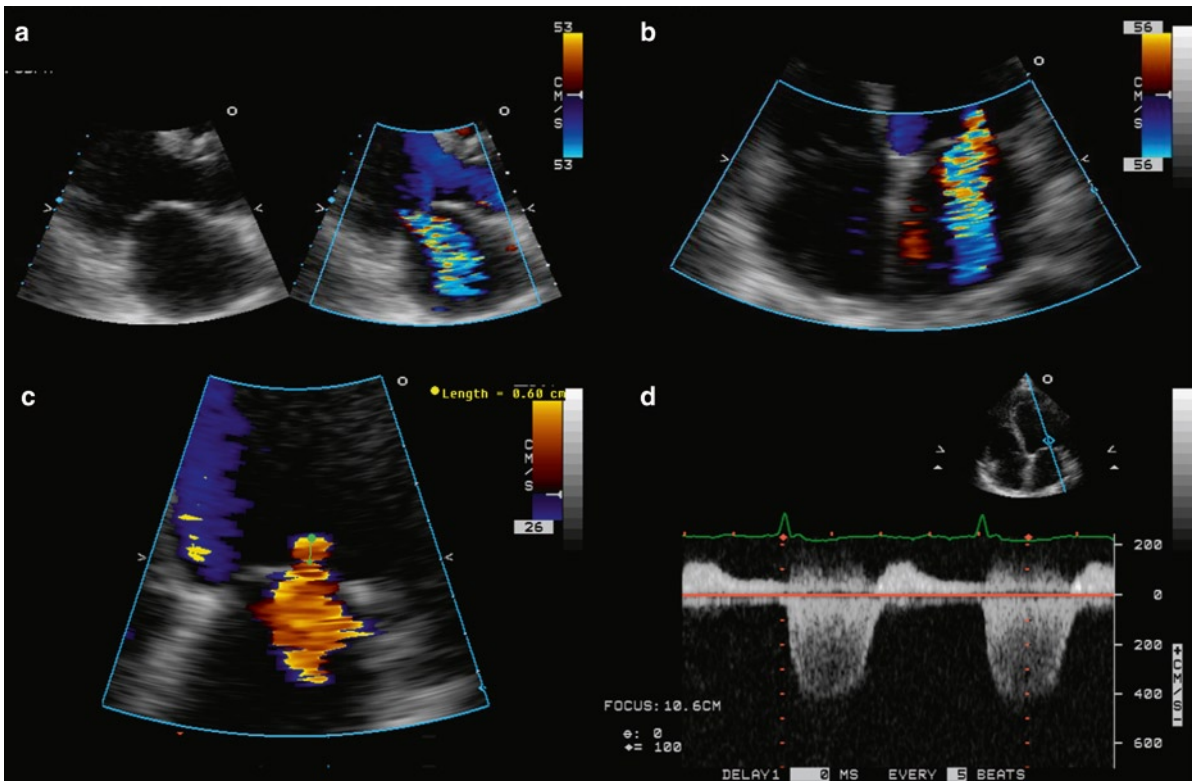 a
53
CM/S
53
b
56
CM/S
56
c
Length = 0.60 cm
CM/S
26
d
200
0
200
400
600
CM/S
FOCUS:10.6CM
: 0
= 100
DELAY1 0 MS EVERY 5 BEATS